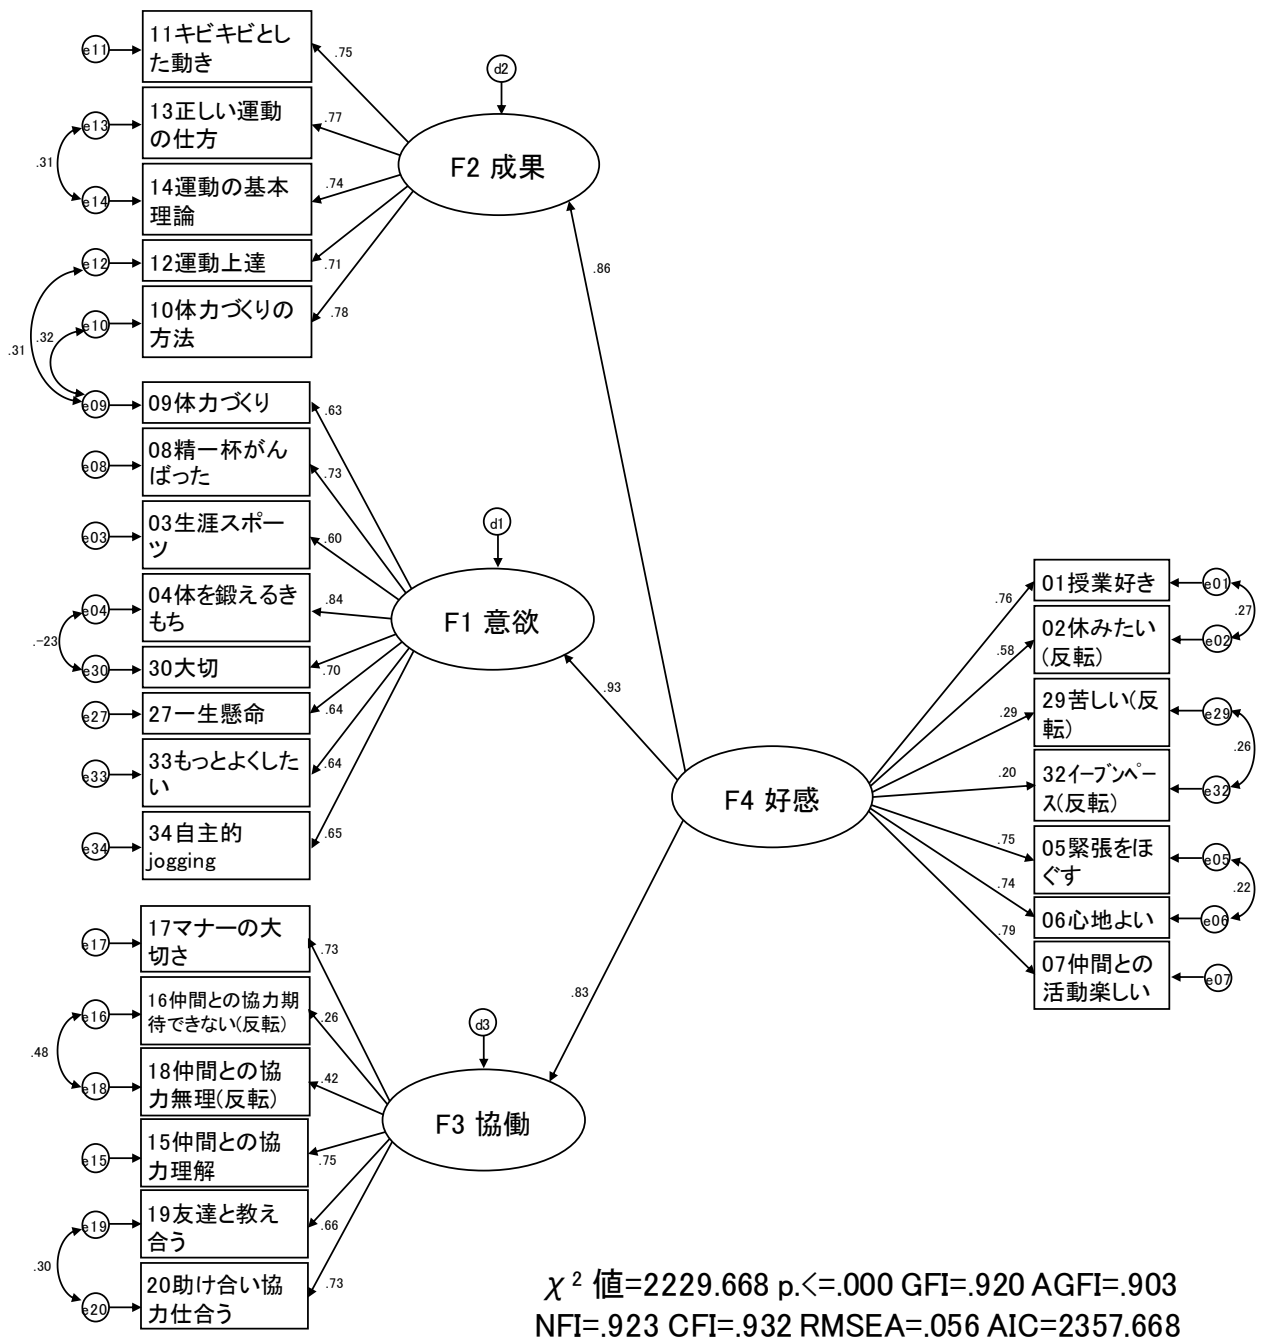 e11
11キビキビとし
た動き
.75
d2
e13
13正しい運動
の仕方
.77
F2 成果
.31
e14
14運動の基本
理論
.74
e12
12運動上達
.71
.86
e10
10体力づくりの
方法
.78
.32
.31
e09
09体力づくり
.63
e08
08精一杯がん
ばった
.73
e03
03生涯スポー
ツ
.60
d1
e04
04体を鍛えるき
もち
.84
F1 意欲
.-23
e30
30大切
.70
.93
e27
27一生懸命
.64
e33
33もっとよくした
い
.64
e34
34自主的
jogging
.65
F4 好感
.76
01授業好き
e01
.27
.58
02休みたい
(反転)
e02
.29
29苦しい(反
転)
e29
.26
.20
32イーブンペー
ス(反転)
e32
.75
05緊張をほ
ぐす
e05
.22
.74
06心地よい
e06
.79
07仲間との
活動楽しい
e07
e17
17マナーの大
切さ
.73
.83
e16
16仲間との協力期
待できない(反転)
.26
d3
.48
e18
18仲間との協
力無理(反転)
.42
F3 協働
e15
15仲間との協
力理解
.75
e19
19友達と教え
合う
.66
.30
e20
20助け合い協
力仕合う
.73
χ² 値=2229.668 p.<=.000 GFI=.920 AGFI=.903
NFI=.923 CFI=.932 RMSEA=.056 AIC=2357.668